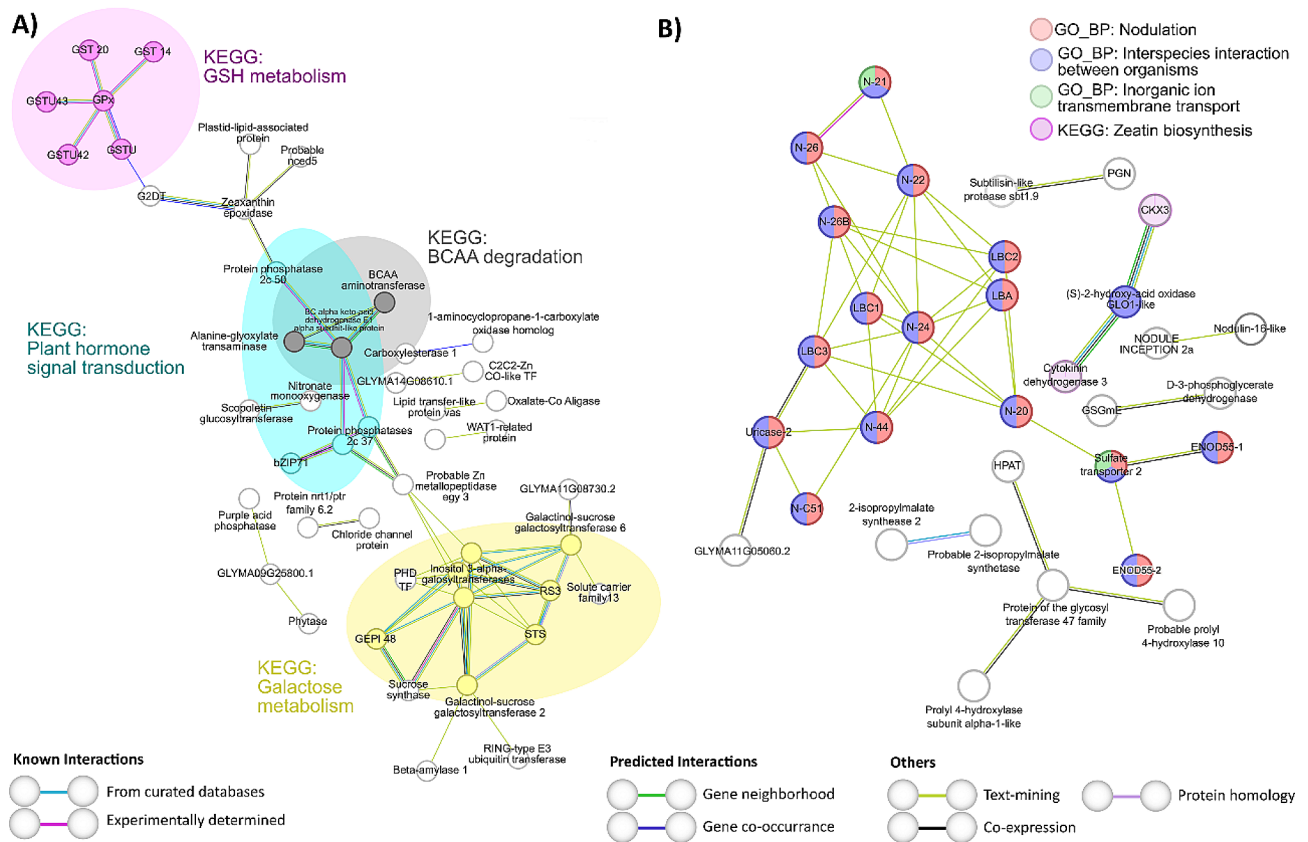 A)
GST 20
GST 14
KEGG:
GSH metabolism
GSTU43
GPx
GSTU42
GSTU
Plastid-lipid-associated
protein
Probable
nced5
G2DT
Zeaxanthin
epoxidase
KEGG:
BCAA degradation
Protein phosphatase
2c 50
BCAA
aminotransferase
BC alpha keto-acid
dehydrogenase E1
alpha subunit-like protein
KEGG:
Plant hormone
signal transduction
Alanine-glyoxylate
transaminase
1-aminocyclopropane-1-carboxylate
oxidase homolog
Carboxylesterase 1
C2C2-Zn
CO-like TF
GLYMA14G08610.1
Nitronate
monooxygenase
Scopoletin
glucosyltransferase
Lipid transfer-like
protein vas
Oxalate-Co Aligase
Protein phosphatases
2c 37
WAT1-related
protein
bZIP71
Probable Zn
metallopeptidase
egy 3
GLYMA11G08730.2
Protein nrt1/ptr
family 6.2
Purple acid
phosphatase
Chloride channel
protein
Galactinol-sucrose
galactosyltransferase 6
GLYMA09G25800.1
PHD
TF
Inositol 3-alpha-
galosyltransferases
RS3
Solute carrier
family13
Phytase
GEPI 48
STS
KEGG:
Galactose
metabolism
Sucrose
synthase
Galactinol-sucrose
galactosyltransferase 2
Beta-amylase 1
RING-type E3
ubiquitin transferase
B)
GO_BP: Nodulation
GO_BP: Interspecies interaction
between organisms
GO_BP: Inorganic ion
transmembrane transport
KEGG: Zeatin biosynthesis
N-21
N-26
N-22
Subtilisin-like
protease sbt1.9
PGN
CKX3
N-26B
LBC2
LBA
LBC1
(S)-2-hydroxy-acid oxidase
GLO1-like
N-24
NODULE
INCEPTION 2a
Nodulin-16-like
LBC3
Cytokinin
dehydrogenase 3
D-3-phosphoglycerate
dehydrogenase
GSGmE
N-20
Uricase-2
N-44
HPAT
Sulfate
transporter 2
ENOD55-1
N-C51
2-isopropylmalate
synthease 2
GLYMA11G05060.2
Probable 2-isopropylmalate
synthetase
ENOD55-2
Protein of the glycosyl
transferase 47 family
Probable prolyl
4-hydroxylase 10
Prolyl 4-hydroxylase
subunit alpha-1-like
Known Interactions
From curated databases
Experimentally determined
Predicted Interactions
Gene neighborhood
Gene co-occurrance
Others
Text-mining
Protein homology
Co-expression